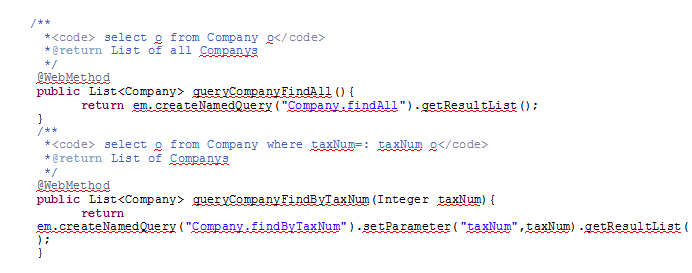 /**
*<code> select o from Company o</code>
*@return List of all Companys
*/
@WebMethod
public List<Company> queryCompanyFindAll(){
return em.createNamedQuery("Company.findAll").getResultList();
}
/**
*<code> select o from Company where taxNum=: taxNum o</code>
*@return List of Companys
*/
@WebMethod
public List<Company> queryCompanyFindByTaxNum(Integer taxNum){
return
em.createNamedQuery("Company.findByTaxNum").setParameter("taxNum",taxNum).getResultList(
);
}